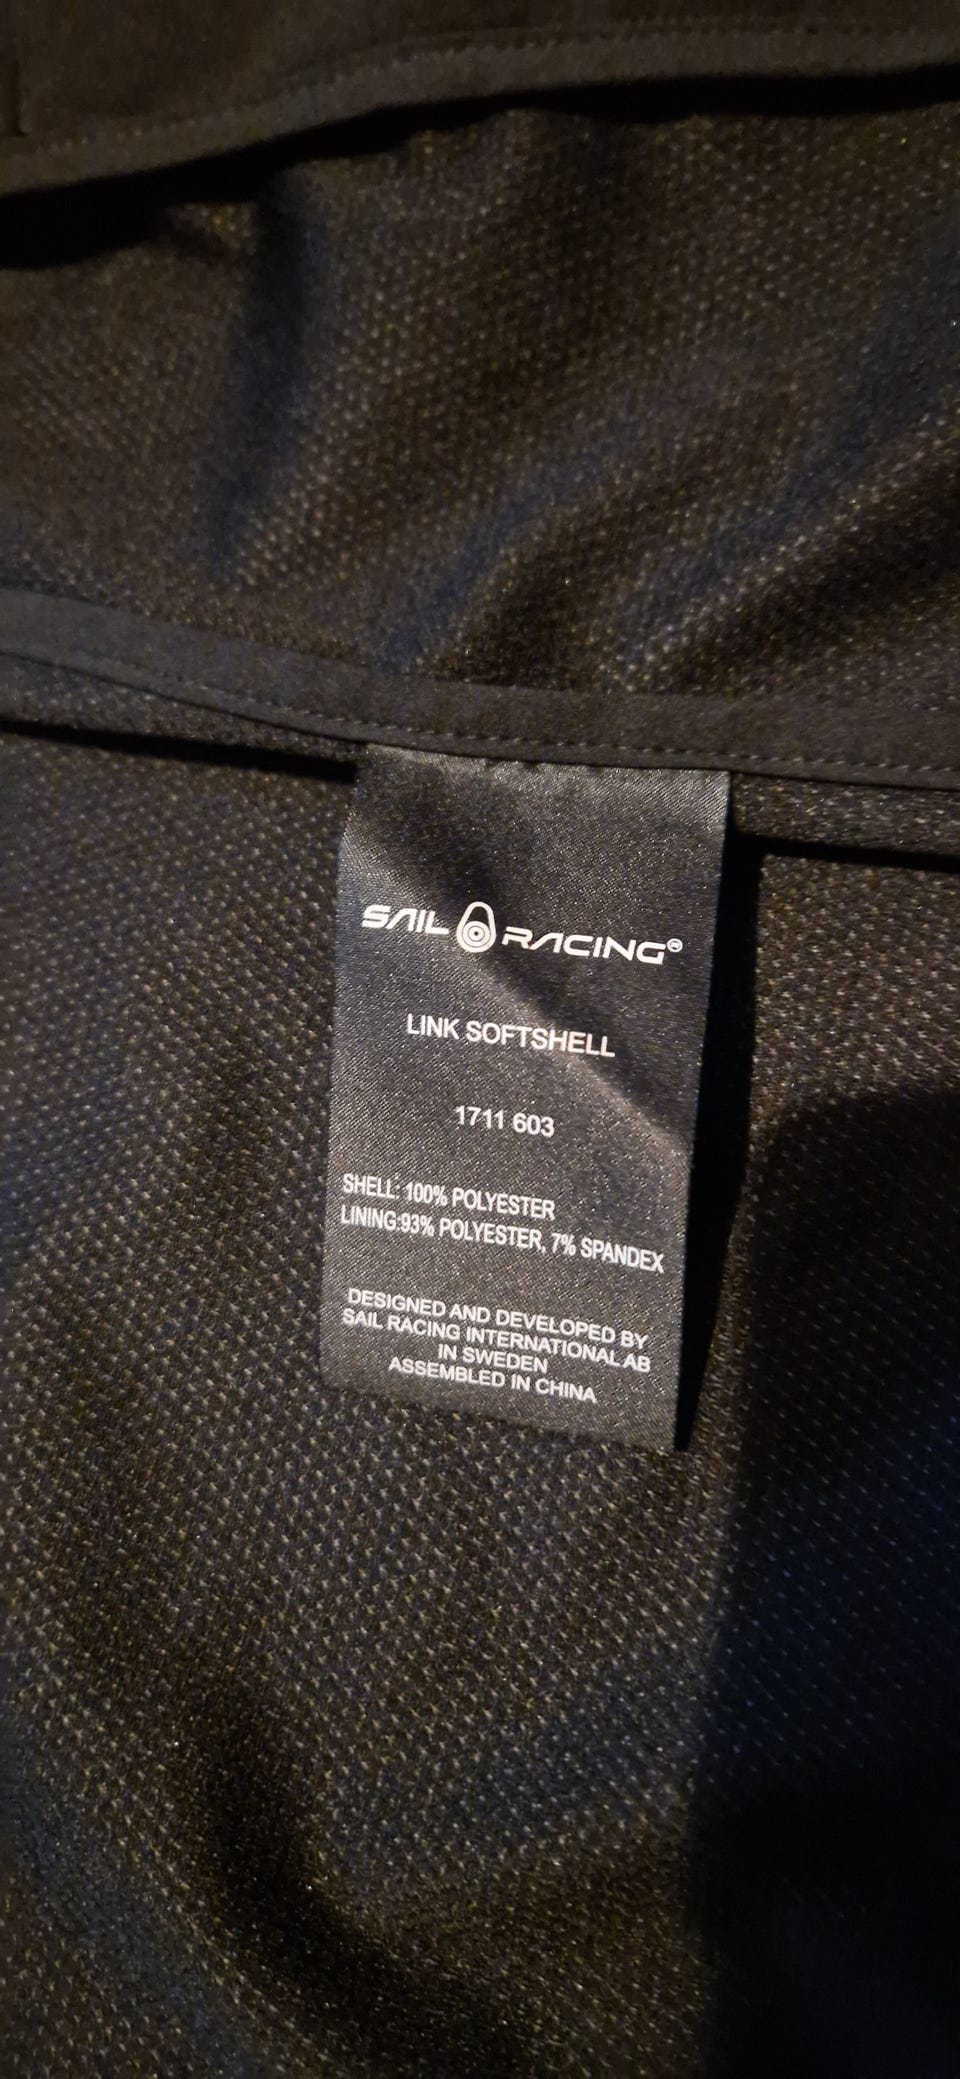 SAIL RACING®
LINK SOFTSHELL
1711 603
SHELL: 100% POLYESTER
LINING:93% POLYESTER, 7% SPANDEX
DESIGNED AND DEVELOPED BY
SAIL RACING INTERNATIONAL AB
IN SWEDEN
ASSEMBLED IN CHINA